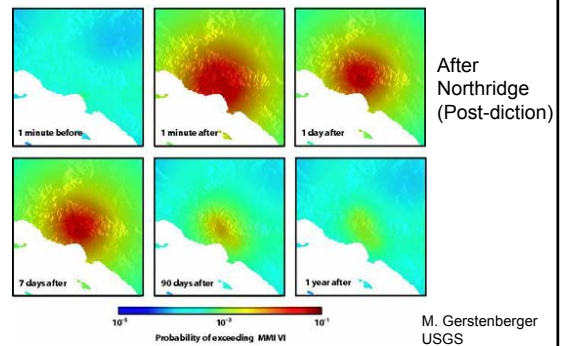 1 minute before
1 minute after
1 day after
After
Northridge
(Post-diction)
7 days after
90 days after
1 year after
10⁻⁵
10⁻³
10⁻¹
Probability of exceeding MMI VI
M. Gerstenberger
USGS